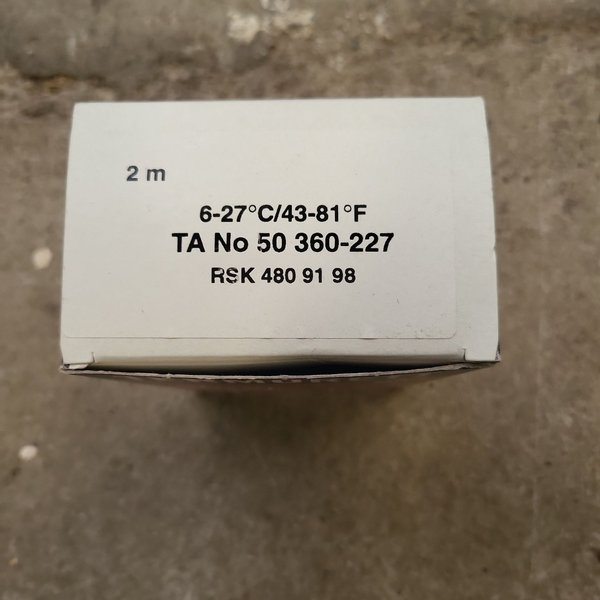 2 m
6-27°C/43-81°F
TA No 50 360-227
RSK 480 91 98